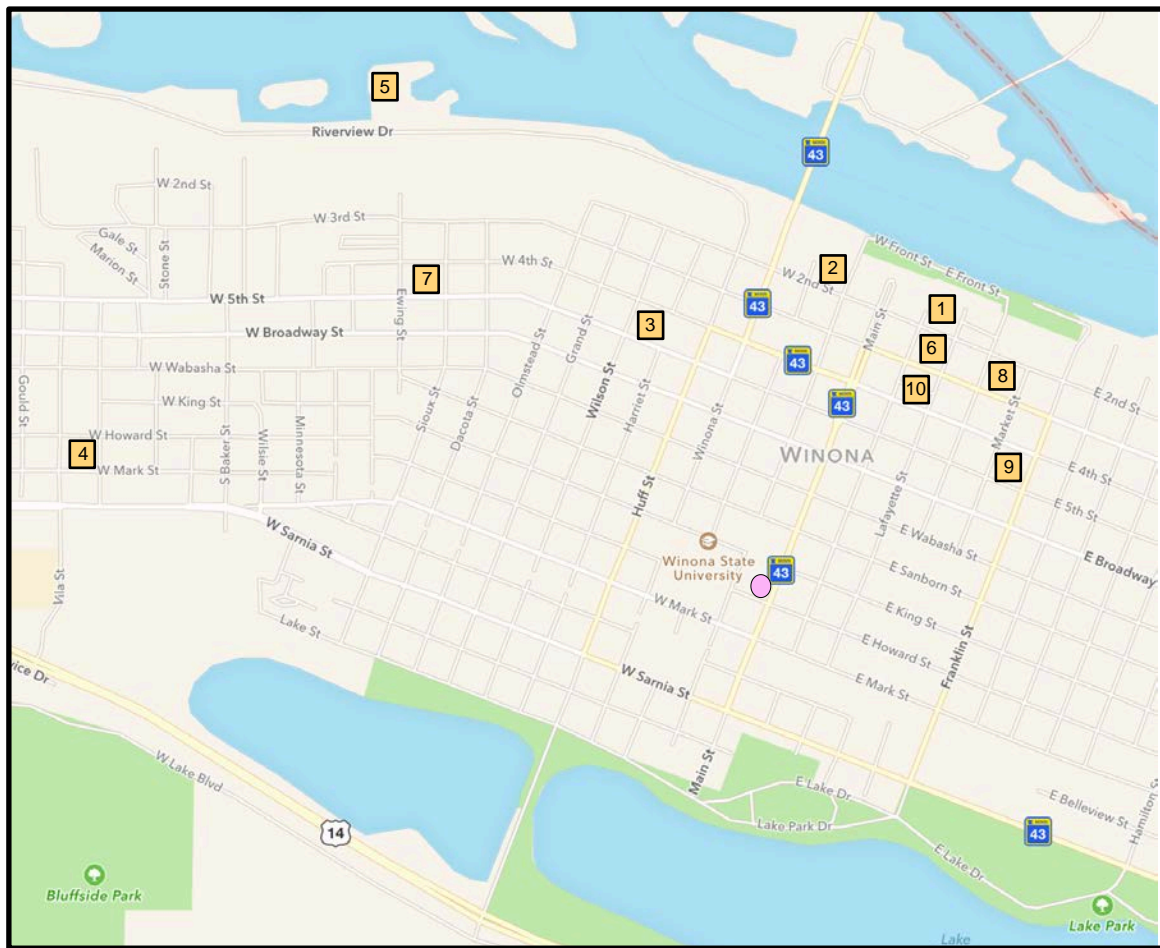 5
Riverview Dr
43
W 2nd St
W 3rd St
Gale St
Marion St
Stone St
W 4th St
W Front St
E Front St
2
W 2nd St
7
W 5th St
Ewing St
43
1
3
Main St
W Broadway St
6
43
W Wabasha St
Olmstead St
Grand St
8
10
Gould St
W King St
Wilson St
Harriet St
43
E 2nd St
Sioux St
Dacota St
Winona St
Market St
W Howard St
4
W Mark St
S Baker St
Wilsie St
Minnesota St
WINONA
9
E 4th St
Huff St
Lafayette St
E 5th St
W Sarnia St
Winona State
University
E Wabasha St
E Broadway
43
E Sanborn St
Vila St
W Mark St
E King St
Lake St
E Howard St
Franklin St
vice Dr
W Sarnia St
E Mark St
W Lake Blvd
Main St
E Lake Dr
E Belleview St
Hamilton St
14
Lake Park Dr
43
E Lake Dr
Bluffside Park
Lake Park
Lake